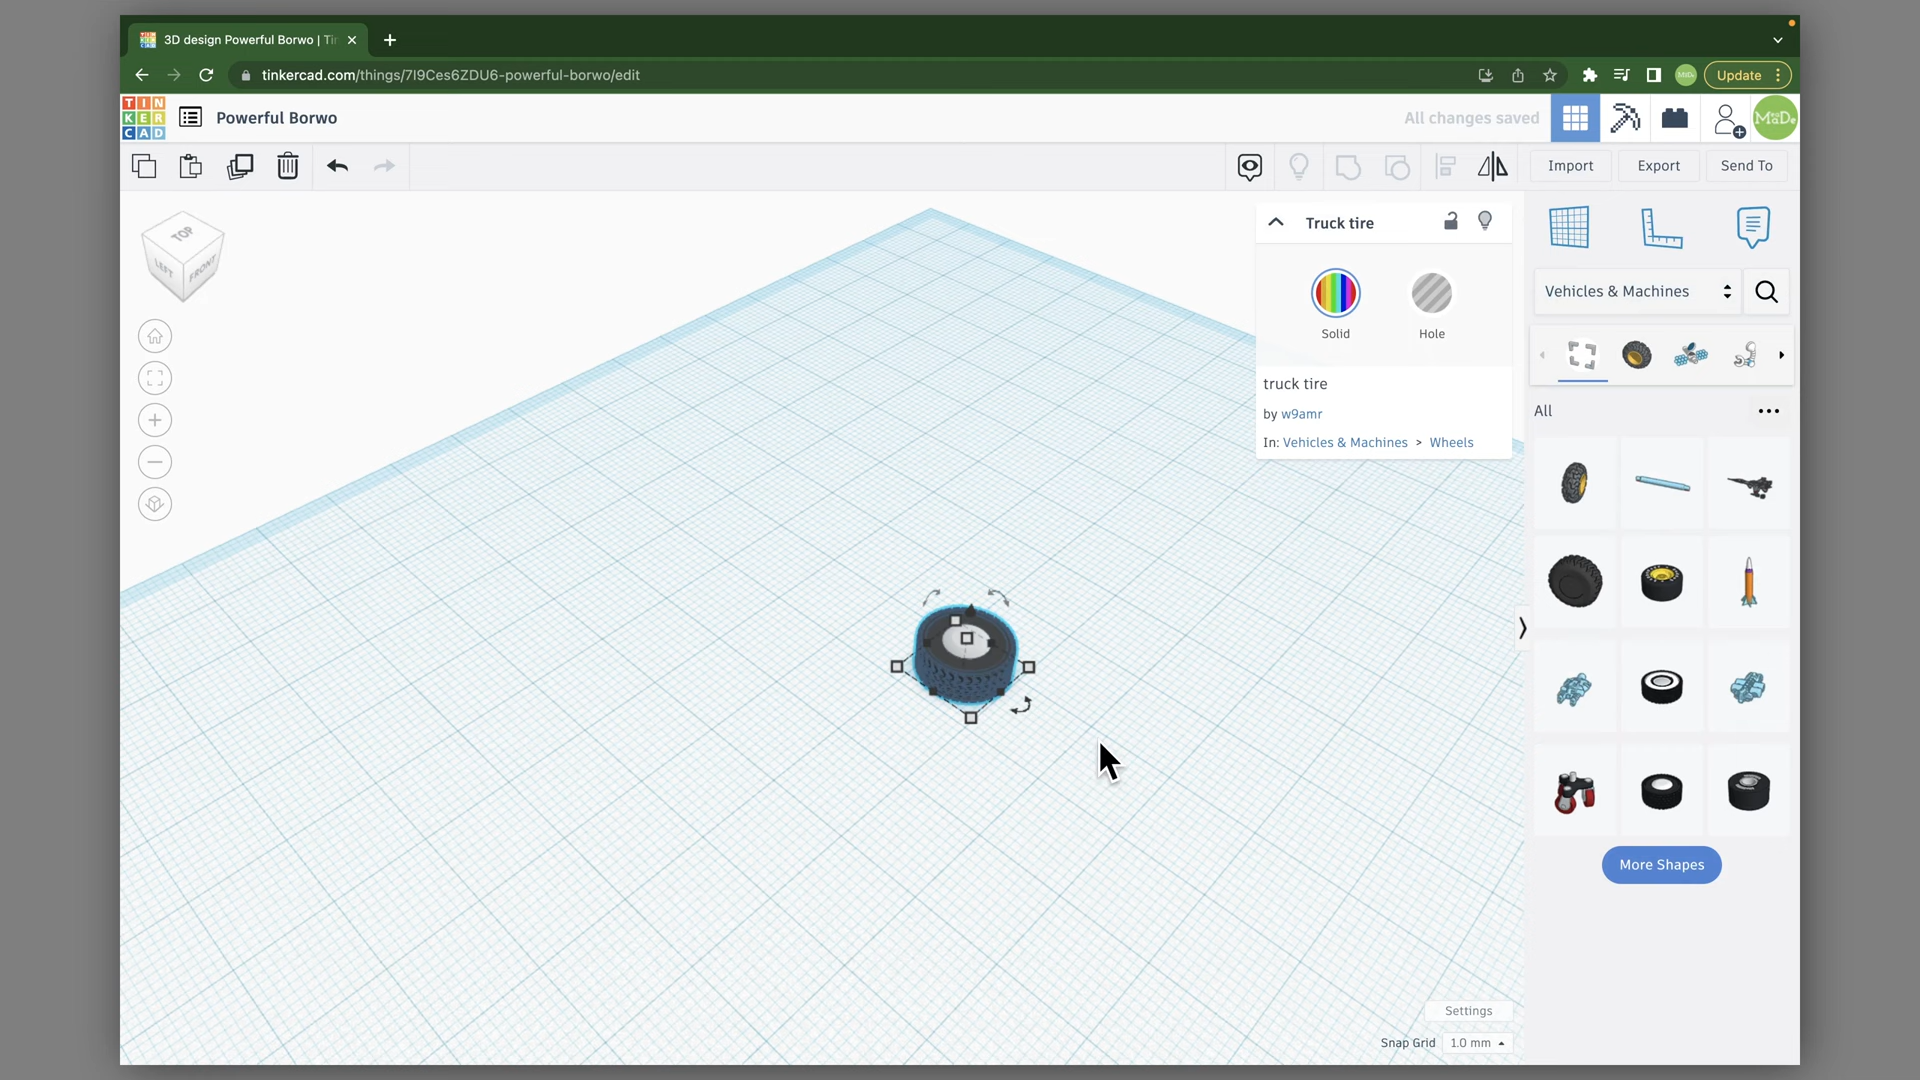 3D design Powerful Borwo | Tin
tinkercad.com/things/7I9Ces6ZDU6-powerful-borwo/edit
Update
TIN
KER
CAD
Powerful Borwo
All changes saved
Import
Export
Send To
TOP
LEFT
FRONT
Truck tire
Solid
Hole
truck tire
by w9amr
In: Vehicles & Machines > Wheels
Vehicles & Machines
All
More Shapes
Settings
Snap Grid
1.0 mm